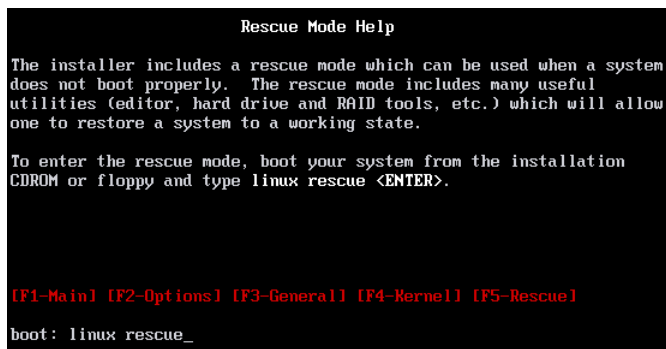 Rescue Mode Help
The installer includes a rescue mode which can be used when a system
does not boot properly.  The rescue mode includes many useful
utilities (editor, hard drive and RAID tools, etc.) which will allow
one to restore a system to a working state.
To enter the rescue mode, boot your system from the installation
CDROM or floppy and type linux rescue <ENTER>.
[F1-Main] [F2-Options] [F3-General] [F4-Kernel] [F5-Rescue]
boot: linux rescue_